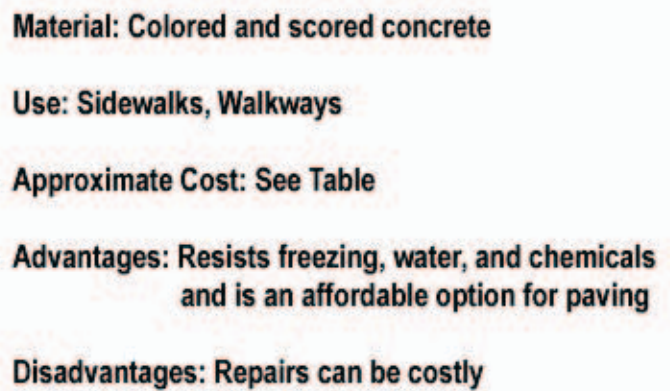 Material: Colored and scored concrete
Use: Sidewalks, Walkways
Approximate Cost: See Table
Advantages: Resists freezing, water, and chemicals
and is an affordable option for paving
Disadvantages: Repairs can be costly